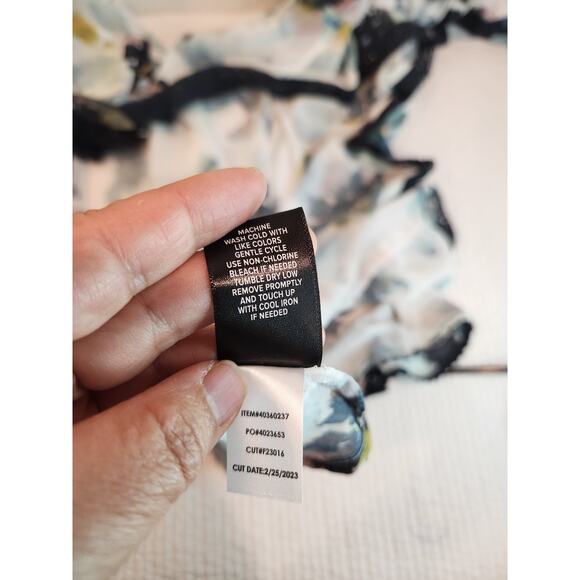 MACHINE
WASH COLD WITH
LIKE COLORS
GENTLE CYCLE
USE NON-CHLORINE
BLEACH IF NEEDED
TUMBLE DRY LOW
REMOVE PROMPTLY
AND TOUCH UP
WITH COOL IRON
IF NEEDED
ITEM#40360237
PO#4023653
CUT#F23016
CUT DATE:2/25/2023